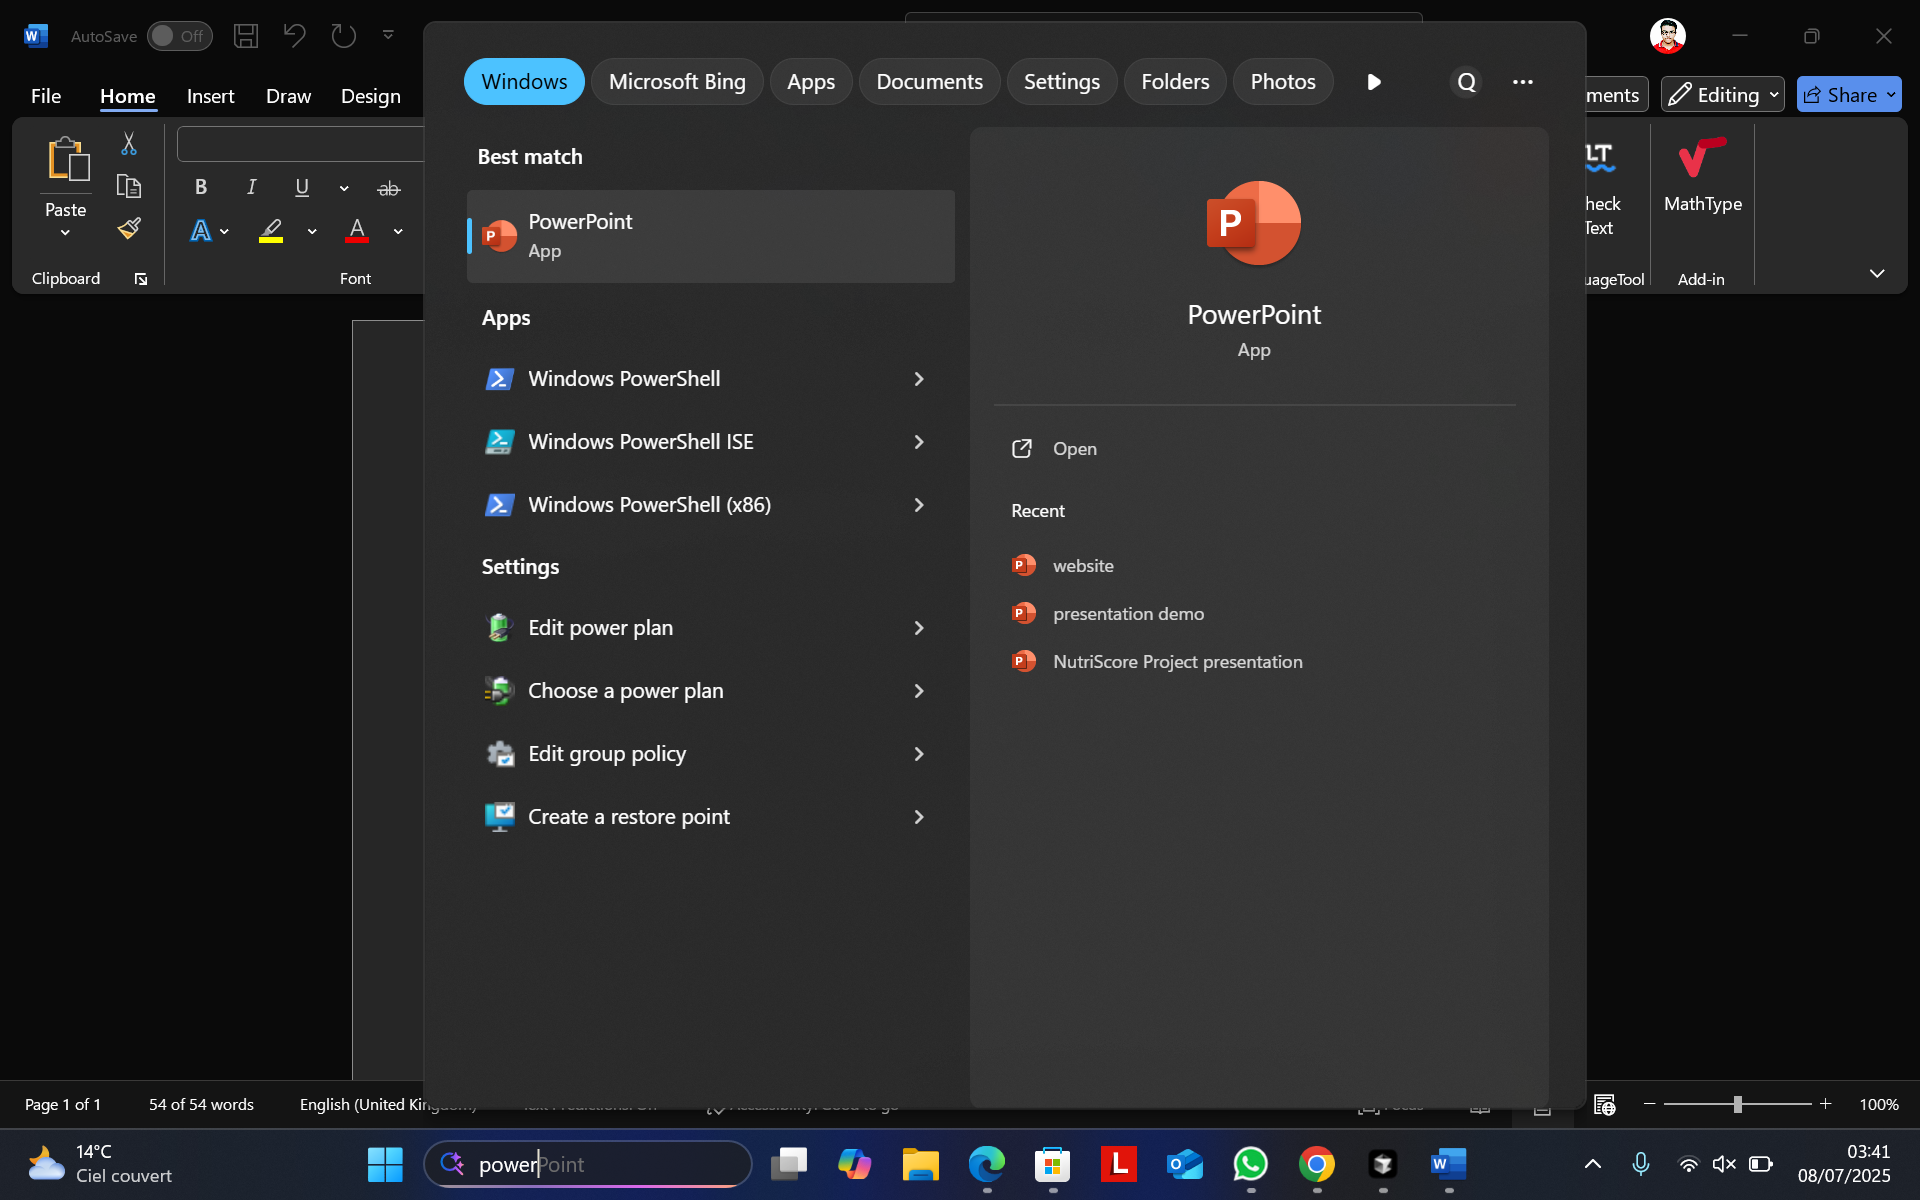 AutoSave Off
File Home Insert Draw Design
Paste
Clipboard
B I U ab
A A
Font
Windows Microsoft Bing Apps Documents Settings Folders Photos Q
Best match
PowerPoint
App
Apps
Windows PowerShell
Windows PowerShell ISE
Windows PowerShell (x86)
Settings
Edit power plan
Choose a power plan
Edit group policy
Create a restore point
P
PowerPoint
App
Open
Recent
website
presentation demo
NutriScore Project presentation
ments Editing Share
LT
heck
Text
uageTool
MathType
Add-in
Page 1 of 1 54 of 54 words English (United Kingdom) 100%
14°C
Ciel couvert
powerPoint
L
03:41
08/07/2025